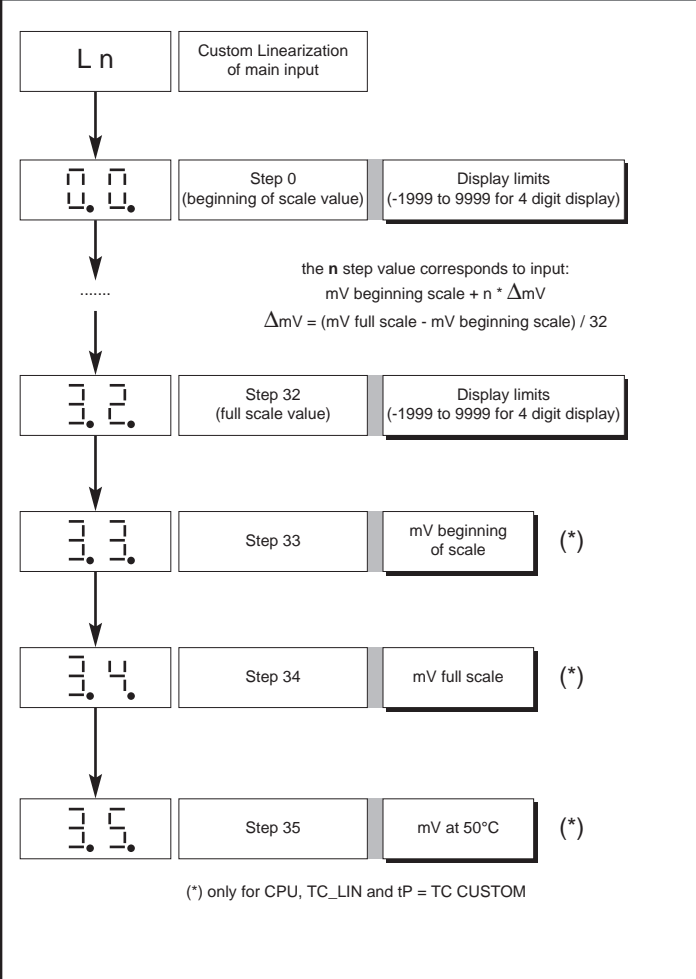 L n
Custom Linearization
of main input
0. 0.
Step 0
(beginning of scale value)
Display limits
(-1999 to 9999 for 4 digit display)
the n step value corresponds to input:
mV beginning scale + n * ΔmV
ΔmV = (mV full scale - mV beginning scale) / 32
.......
3. 2.
Step 32
(full scale value)
Display limits
(-1999 to 9999 for 4 digit display)
3. 3.
Step 33
mV beginning
of scale
(*)
3. 4.
Step 34
mV full scale
(*)
3. 5.
Step 35
mV at 50°C
(*)
(*) only for CPU, TC_LIN and tP = TC CUSTOM